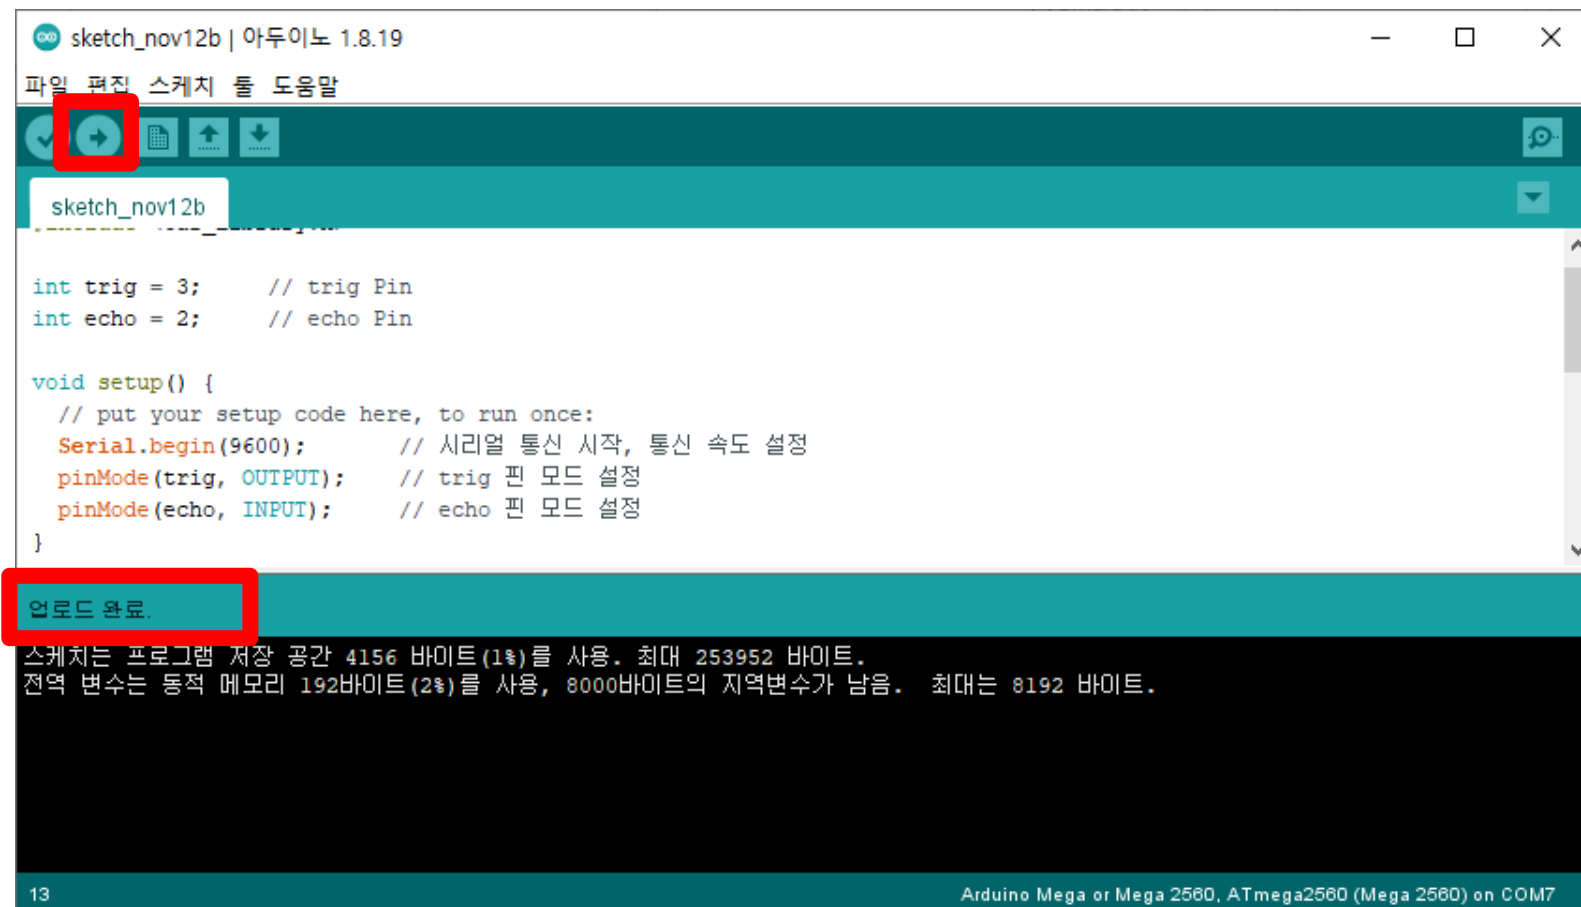 sketch_nov12b | 아두이노 1.8.19
파일 편집 스케치 툴 도움말
sketch_nov12b
int trig = 3;     // trig Pin
int echo = 2;     // echo Pin
void setup() {
  // put your setup code here, to run once:
  Serial.begin(9600);       // 시리얼 통신 시작, 통신 속도 설정
  pinMode(trig, OUTPUT);    // trig 핀 모드 설정
  pinMode(echo, INPUT);     // echo 핀 모드 설정
}
업로드 완료.
스케치는 프로그램 저장 공간 4156 바이트(1%)를 사용. 최대 253952 바이트.
전역 변수는 동적 메모리 192바이트(2%)를 사용, 8000바이트의 지역변수가 남음.  최대는 8192 바이트.
13
Arduino Mega or Mega 2560, ATmega2560 (Mega 2560) on COM7